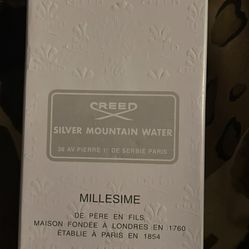 CREED
SILVER MOUNTAIN WATER
38 AV PIERRE 1ER DE SERBIE PARIS
MILLESIME
DE PÈRE EN FILS
MAISON FONDÉE À LONDRES EN 1760
ÉTABLIE À PARIS EN 1854